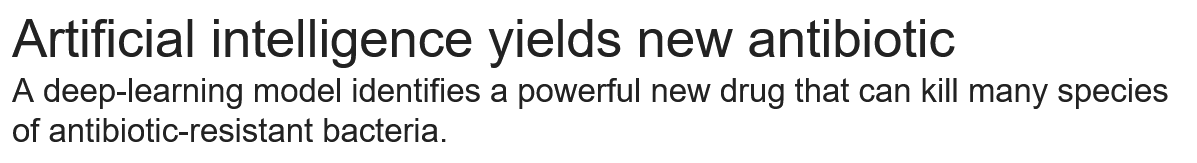 Artificial intelligence yields new antibiotic
A deep-learning model identifies a powerful new drug that can kill many species
of antibiotic-resistant bacteria.